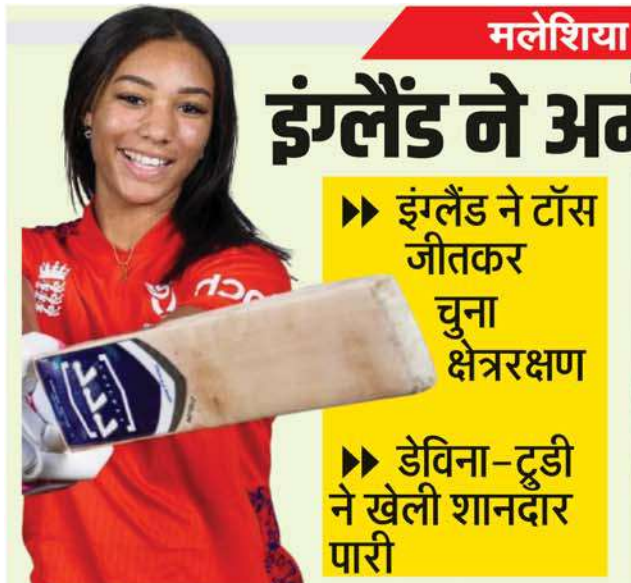 मलेशिया
इंग्लैंड ने
▶▶ इंग्लैंड ने टॉस
जीतकर
चुना
क्षेत्ररक्षण
▶▶ डेविना-ट्रुडी
ने खेली शानदार
पारी